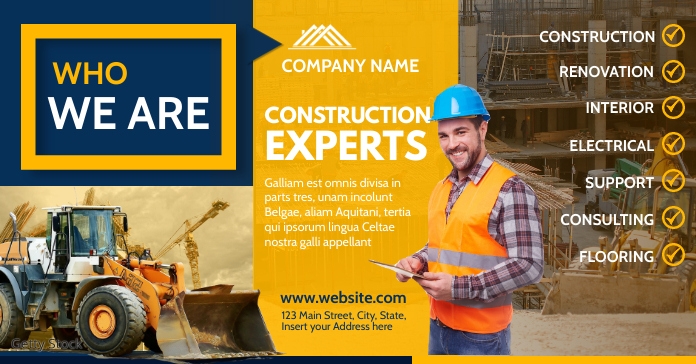 WHO
WE ARE
COMPANY NAME
CONSTRUCTION
EXPERTS
Galliam est omnis divisa in
parts tres, unam incolunt
Belgae, aliam Aquitani, tertia
qui ipsorum lingua Celtae
nostra galli appellant
www.website.com
123 Main Street, City, State,
Insert your Address here
CONSTRUCTION
RENOVATION
INTERIOR
ELECTRICAL
SUPPORT
CONSULTING
FLOORING
Getty Stock